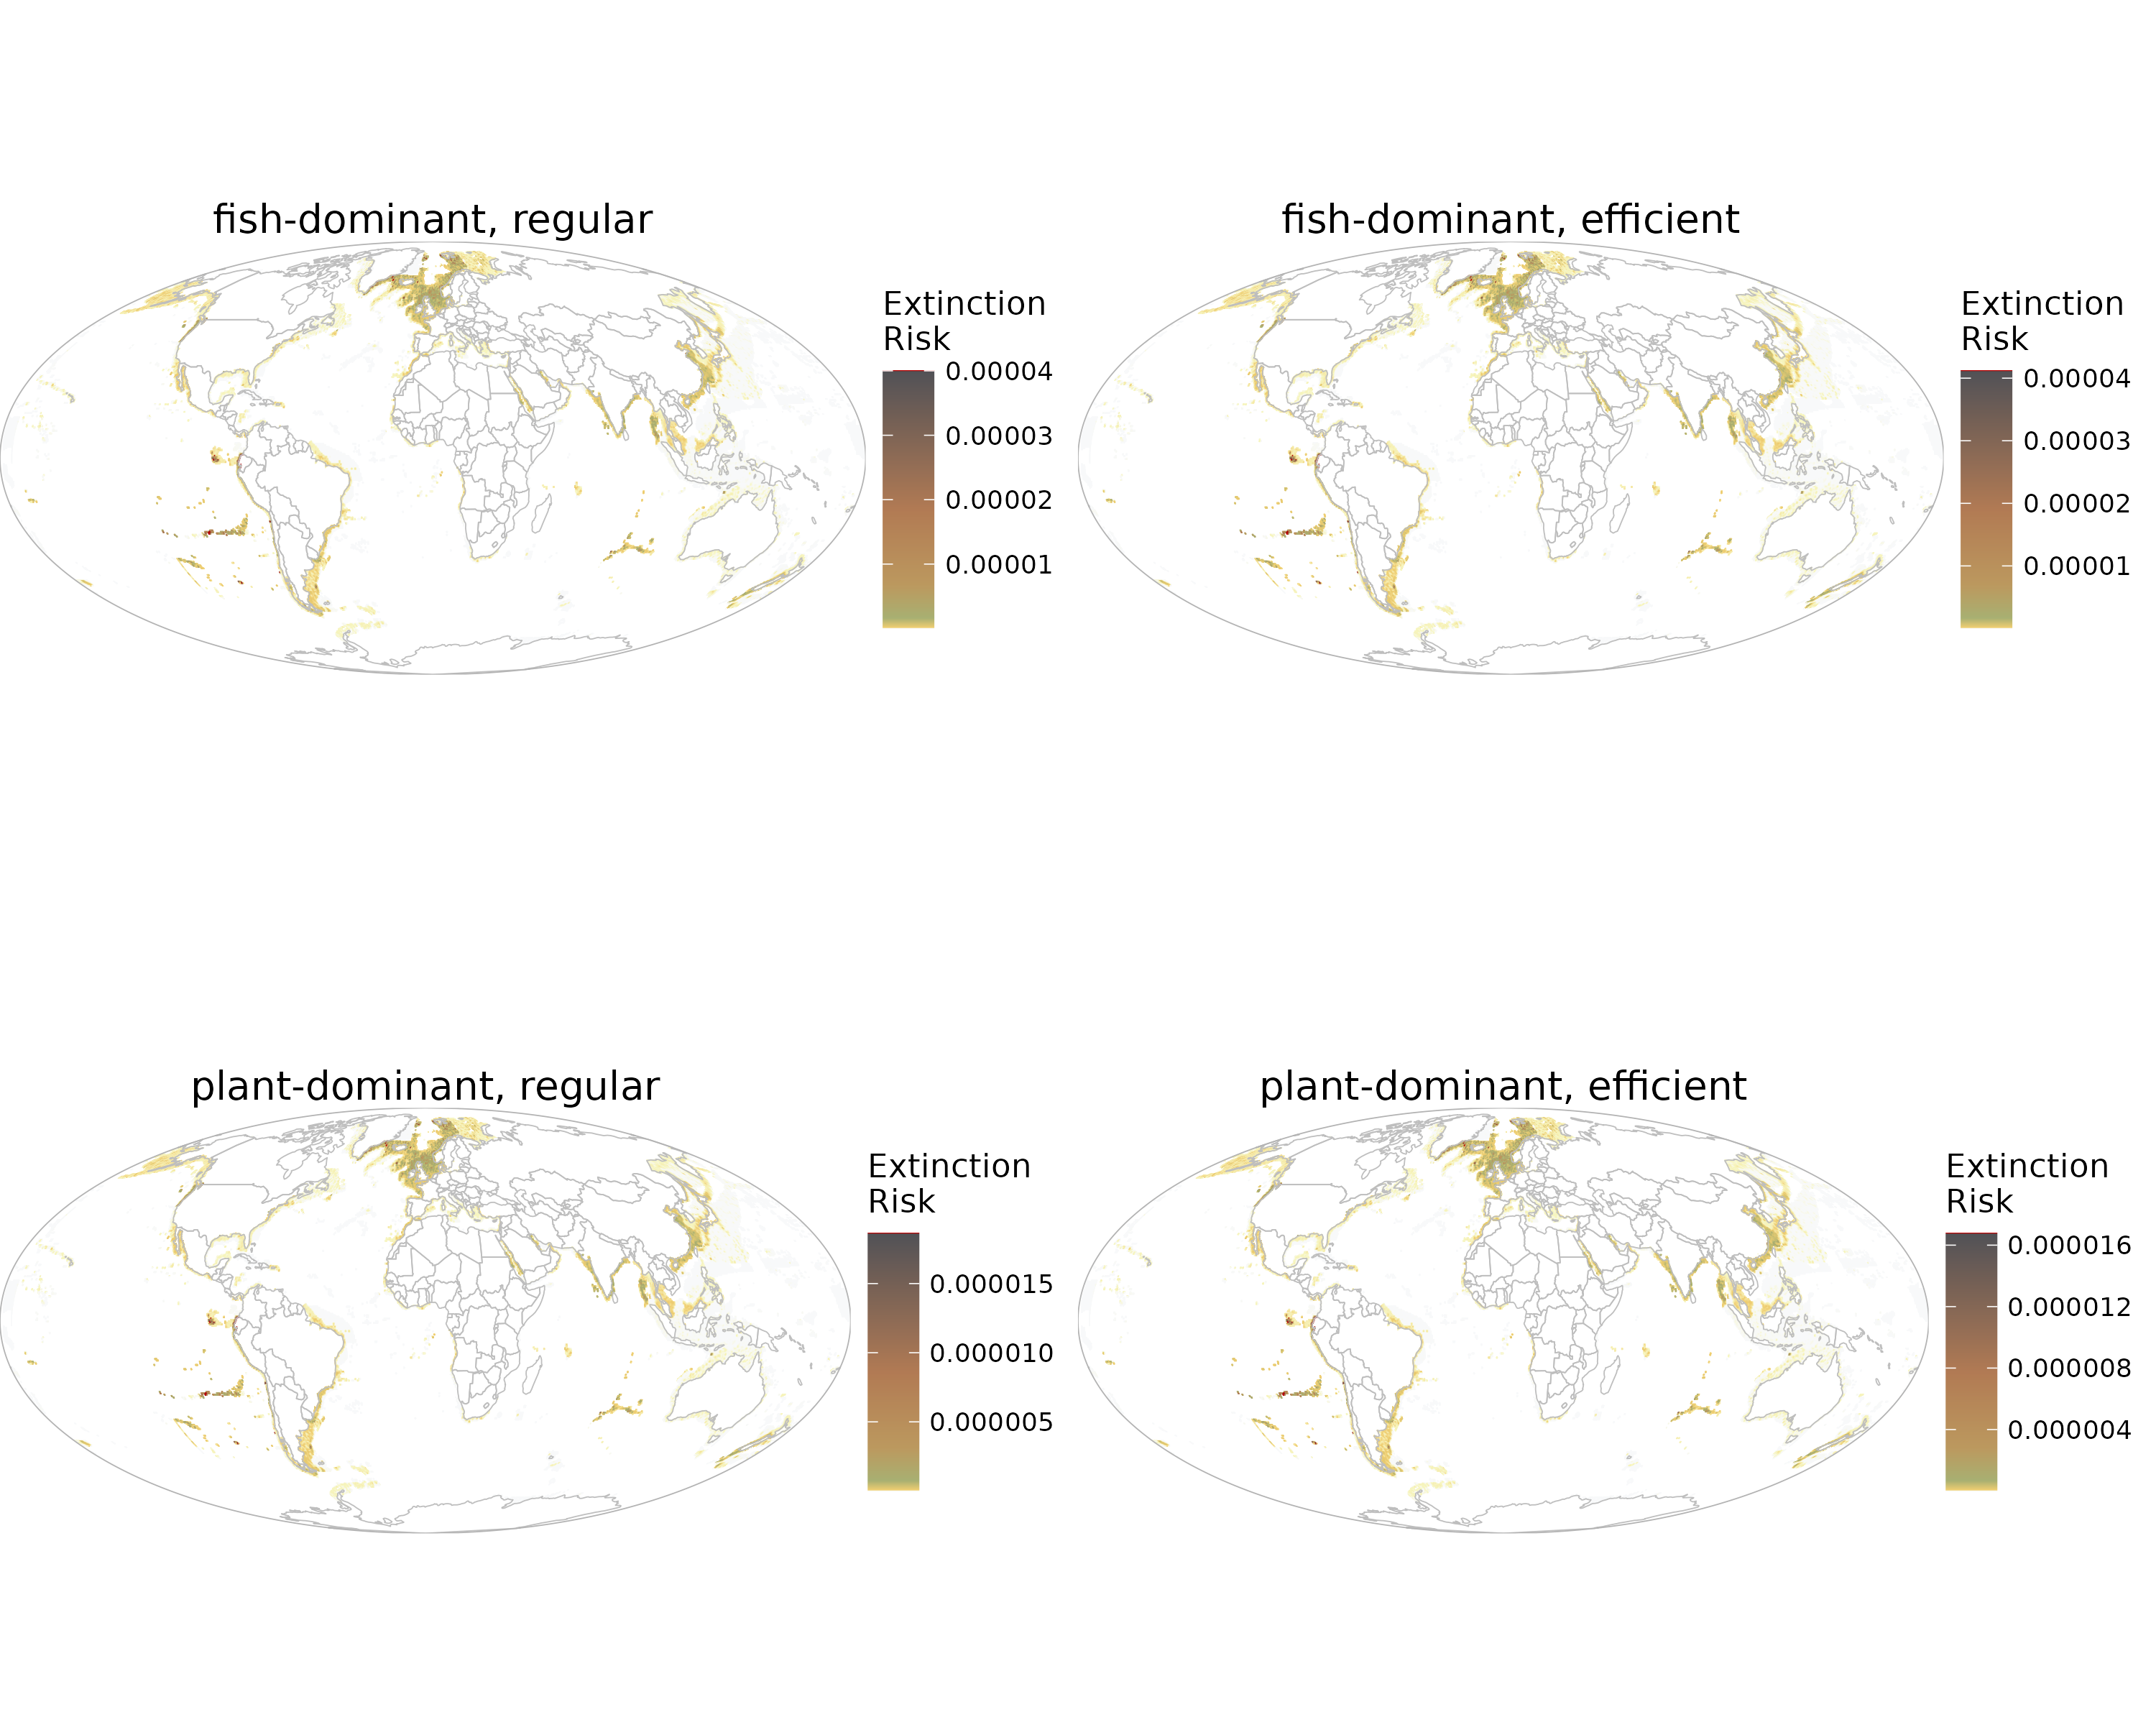 fish-dominant, regular
Extinction
Risk
0.00004
0.00003
0.00002
0.00001
fish-dominant, efficient
Extinction
Risk
0.00004
0.00003
0.00002
0.00001
plant-dominant, regular
Extinction
Risk
0.000015
0.000010
0.000005
plant-dominant, efficient
Extinction
Risk
0.000016
0.000012
0.000008
0.000004